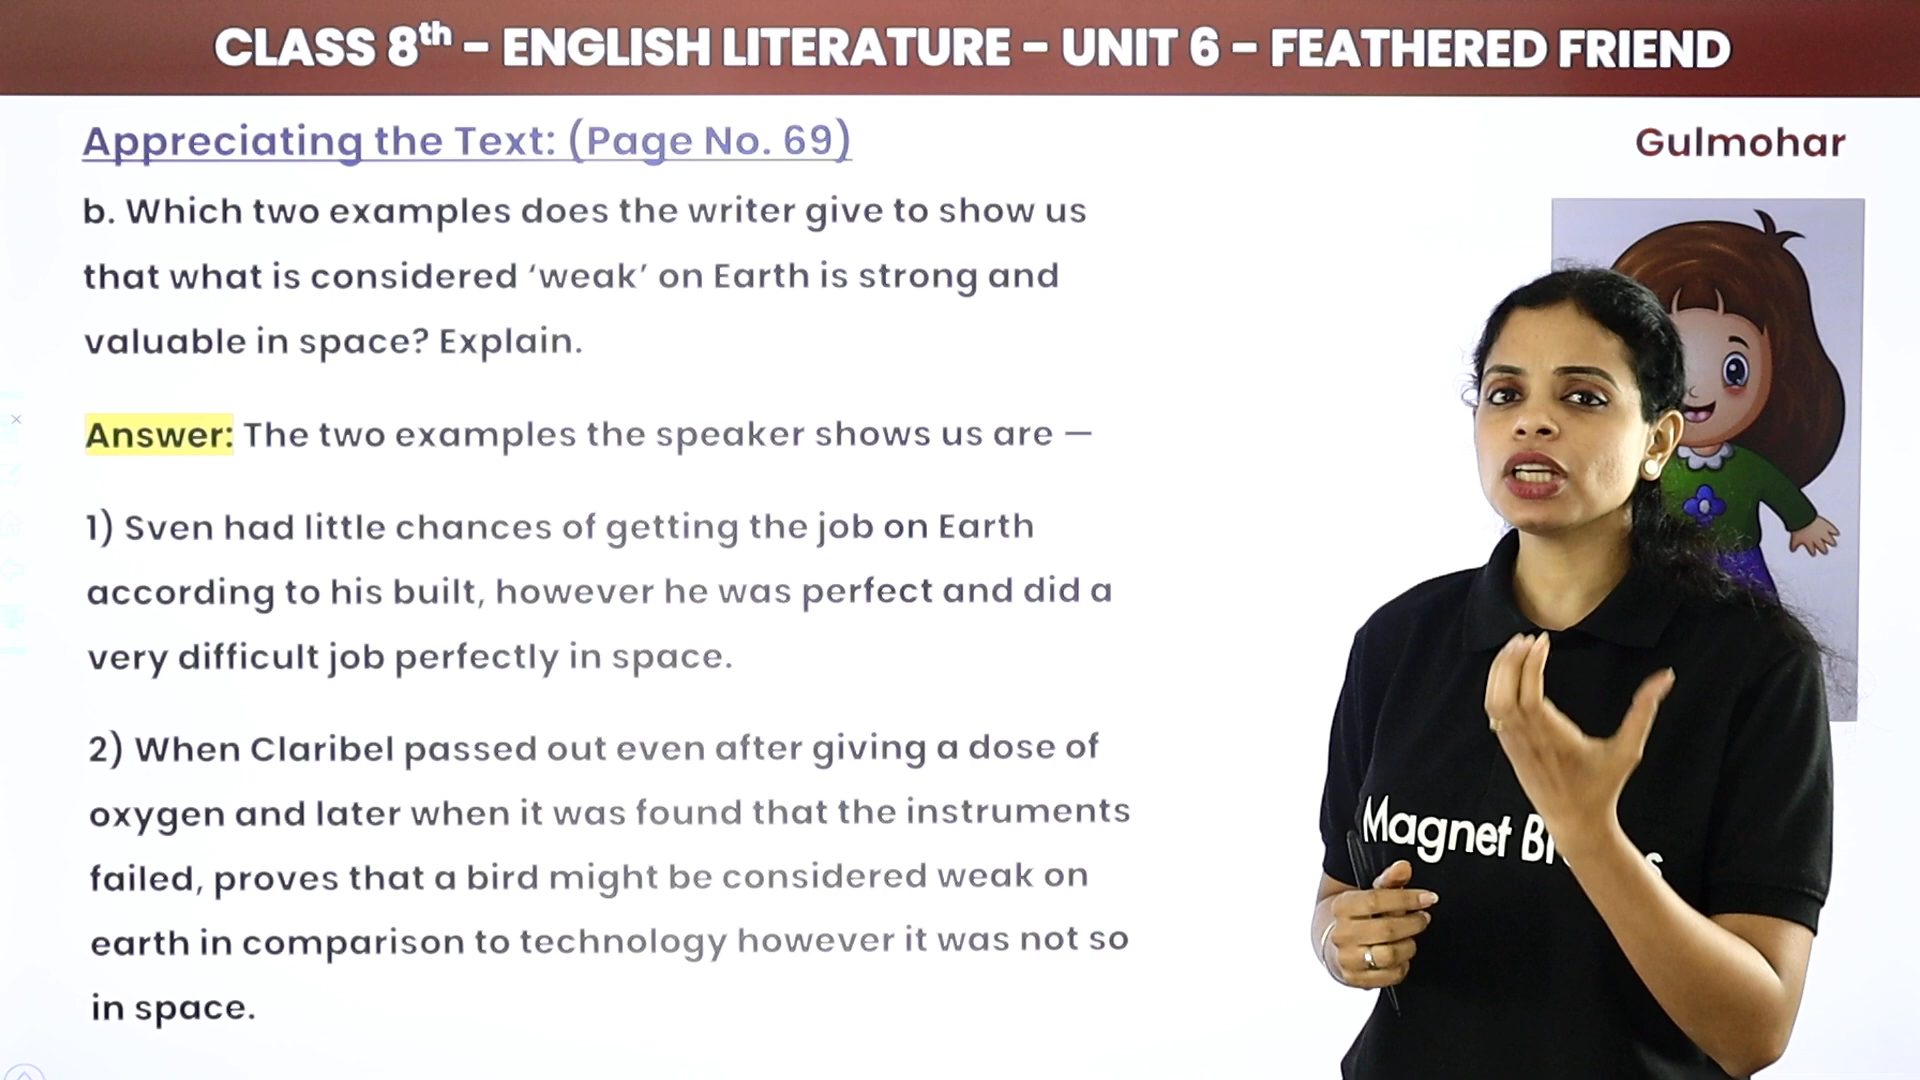 CLASS 8th – ENGLISH LITERATURE – UNIT 6 – FEATHERED FRIEND
Appreciating the Text: (Page No. 69)
Gulmohar
b. Which two examples does the writer give to show us
that what is considered ‘weak’ on Earth is strong and
valuable in space? Explain.
Answer: The two examples the speaker shows us are —
1) Sven had little chances of getting the job on Earth
according to his built, however he was perfect and did a
very difficult job perfectly in space.
2) When Claribel passed out even after giving a dose of
oxygen and later when it was found that the instruments
failed, proves that a bird might be considered weak on
earth in comparison to technology however it was not so
in space.
Magnet